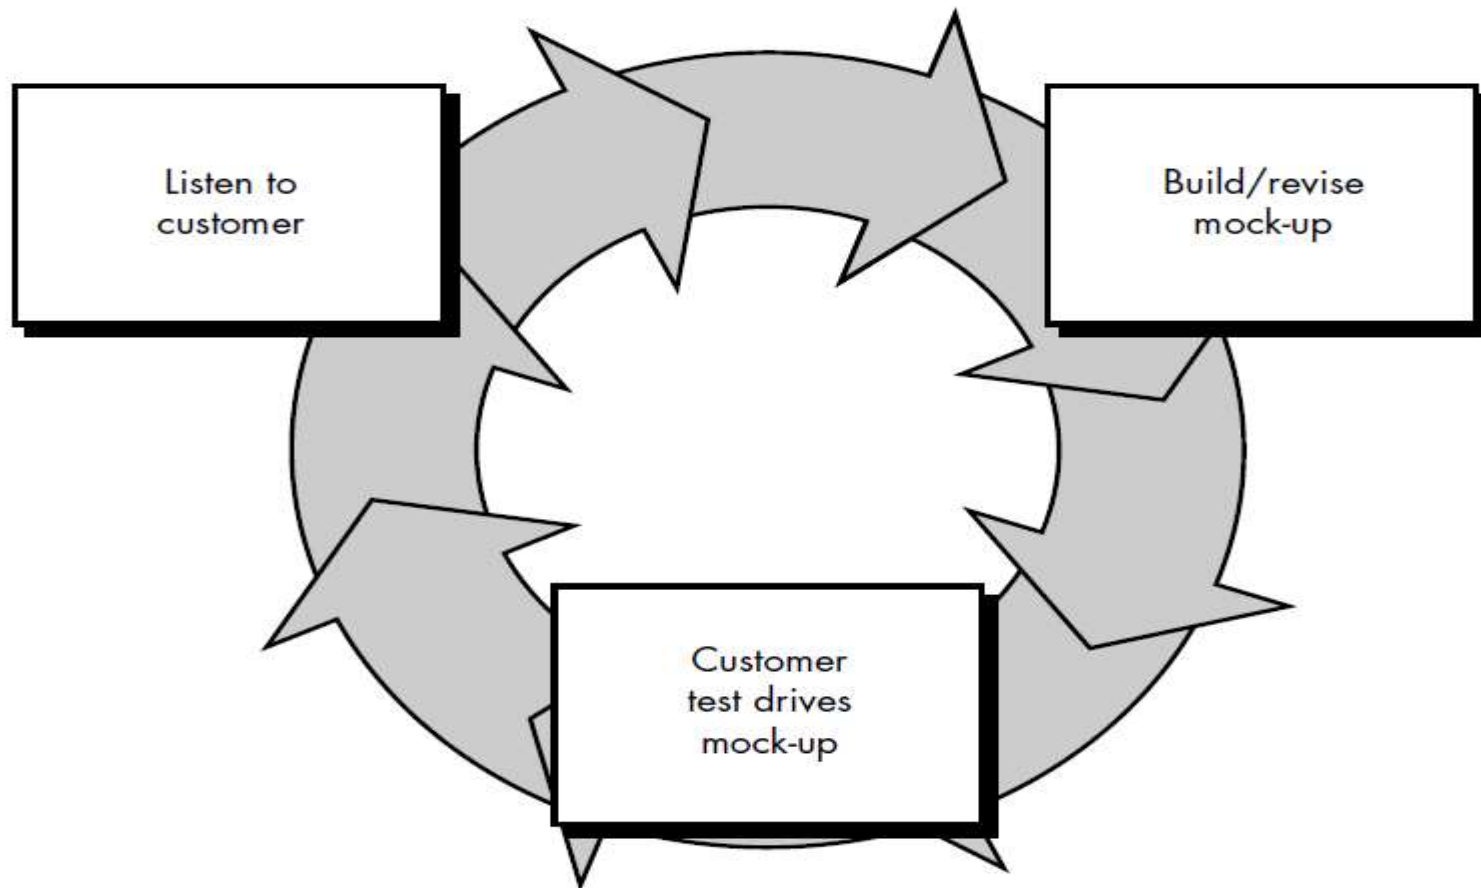 Listen to
customer
Build/revise
mock-up
Customer
test drives
mock-up